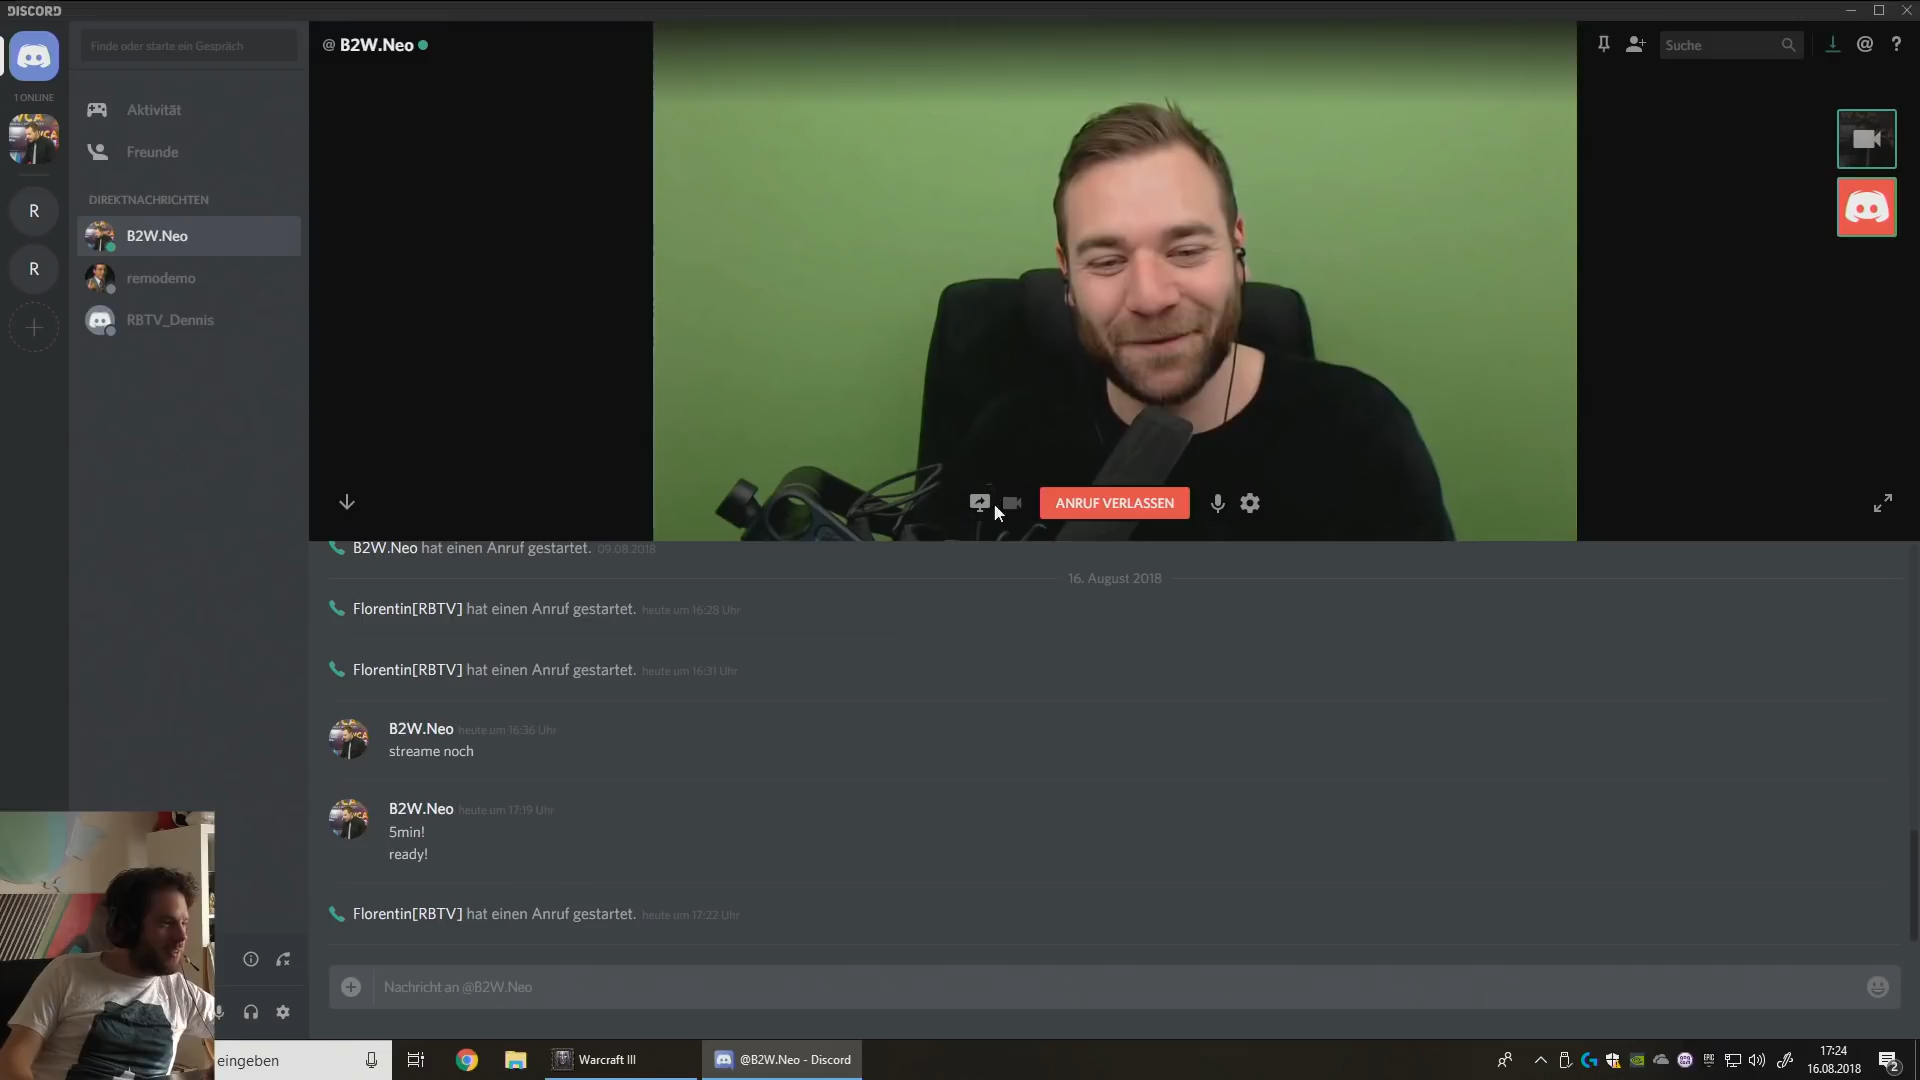 DISCORD
Finde oder starte ein Gespräch
@ B2W.Neo
Suche
1 ONLINE
Aktivität
Freunde
DIREKTNACHRICHTEN
B2W.Neo
remodemo
RBTV_Dennis
R
R
ANRUF VERLASSEN
B2W.Neo hat einen Anruf gestartet. 09.08.2018
16. August 2018
Florentin[RBTV] hat einen Anruf gestartet. heute um 16:28 Uhr
Florentin[RBTV] hat einen Anruf gestartet. heute um 16:31 Uhr
B2W.Neo heute um 16:36 Uhr
streame noch
B2W.Neo heute um 17:19 Uhr
5min!
ready!
Florentin[RBTV] hat einen Anruf gestartet. heute um 17:22 Uhr
Nachricht an @B2W.Neo
eingeben
Warcraft III
@B2W.Neo - Discord
17:24
16.08.2018
2